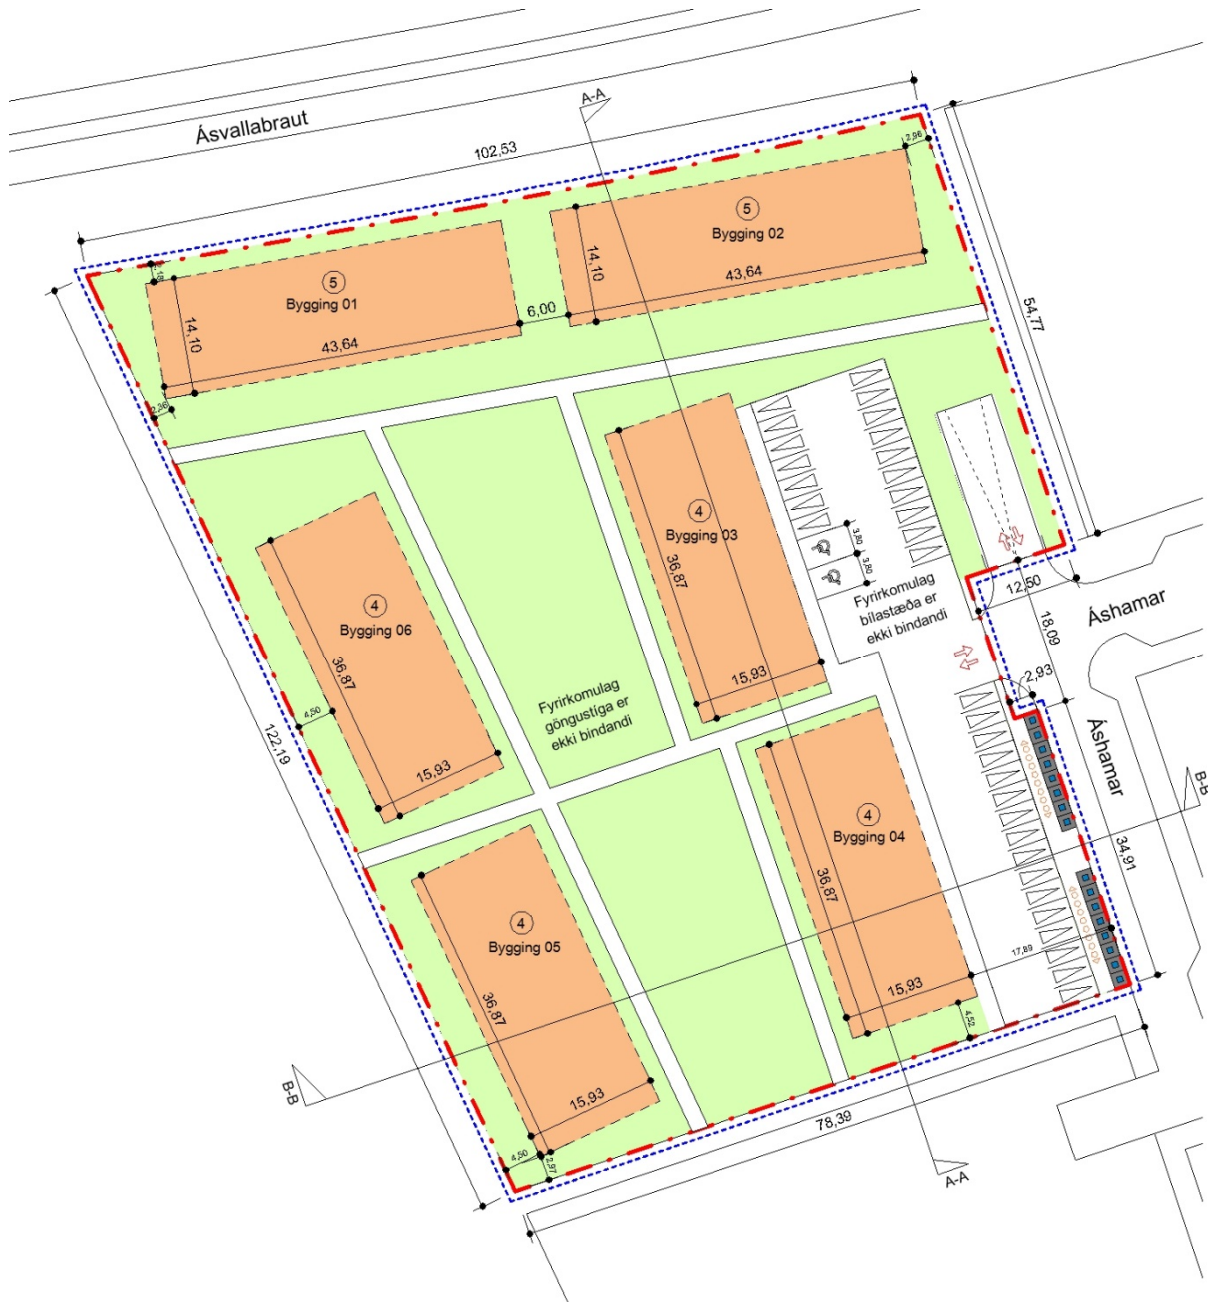 A-A
Ásvallabraut
102,53
2,96
5
Bygging 02
14,10
43,64
5
Bygging 01
14,10
43,64
6,00
2,36
54,77
4
Bygging 03
36,87
15,93
3,80
3,80
Fyrirkomulag
bílastæða er
ekki bindandi
12,50
Áshamar
18,09
2,93
4
Bygging 06
36,87
4,50
15,93
122,19
Fyrirkomulag
göngustíga er
ekki bindandi
Áshamar
B-B
34,91
4
Bygging 04
36,87
15,93
17,89
4,52
4
Bygging 05
36,87
15,93
4,50
2,97
B-B
78,39
A-A